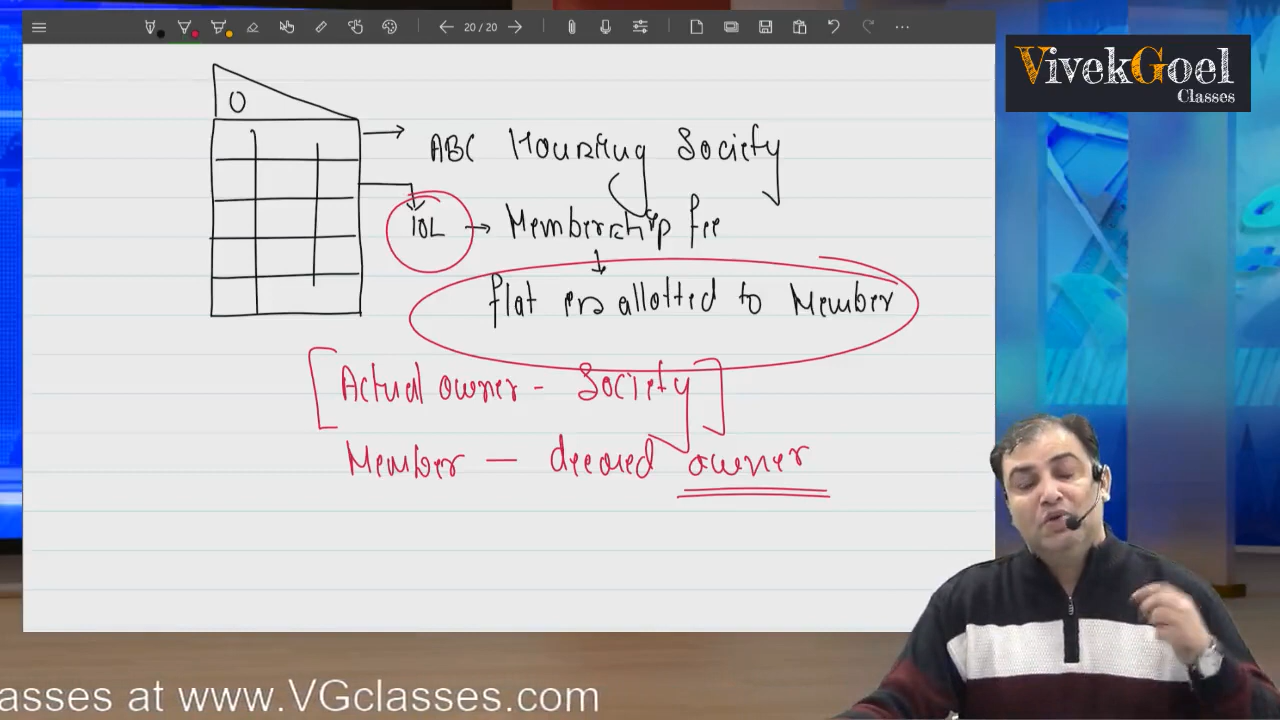 20 / 20
VivekGoel
Classes
O
ABC Housing Society
10L → Membership fee
flat is allotted to Member
[Actual owner - Society]
Member — deemed owner
asses at www.VGclasses.com